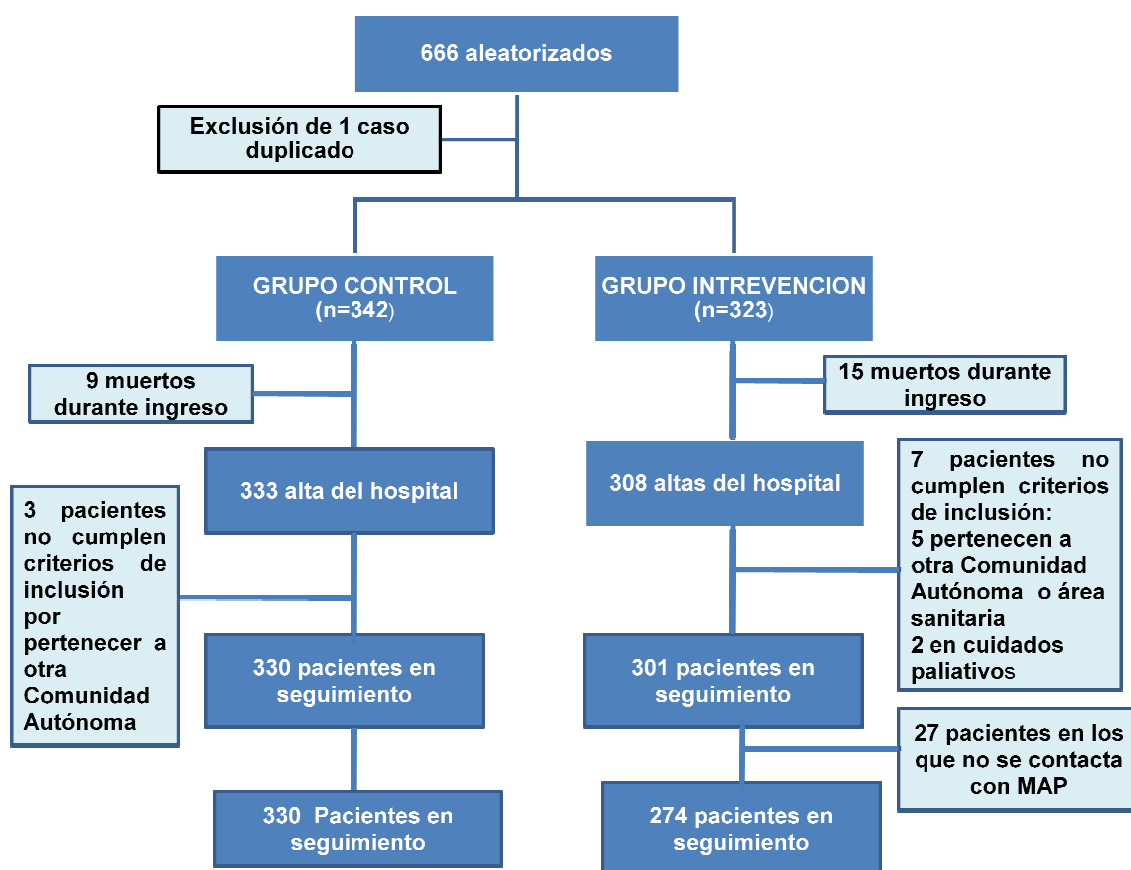 666 aleatorizados
Exclusión de 1 caso
duplicado
GRUPO CONTROL
(n=342)
GRUPO INTREVENCION
(n=323)
9 muertos
durante ingreso
15 muertos durante
ingreso
333 alta del hospital
308 altas del hospital
3 pacientes
no cumplen
criterios de
inclusión
por
pertenecer a
otra
Comunidad
Autónoma
7 pacientes no
cumplen criterios
de inclusión:
5 pertenecen a
otra Comunidad
Autónoma o área
sanitaria
2 en cuidados
paliativos
330 pacientes en
seguimiento
301 pacientes en
seguimiento
27 pacientes en los
que no se contacta
con MAP
330 Pacientes en
seguimiento
274 pacientes en
seguimiento